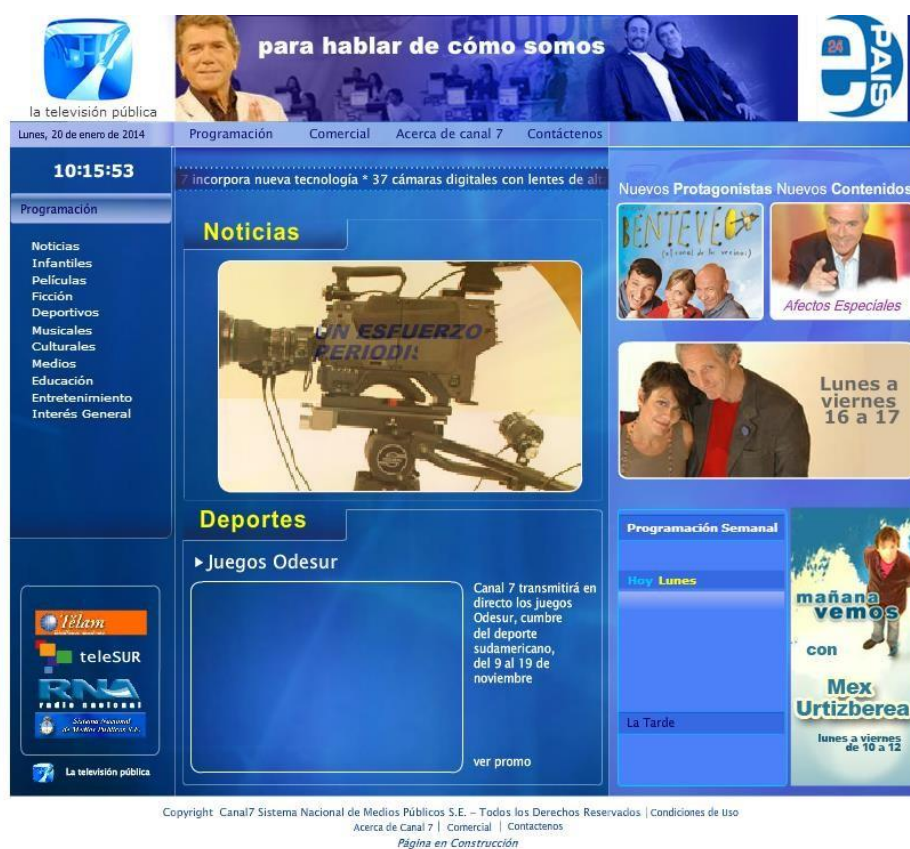 la televisión pública
para hablar de cómo somos
24
e
PAIS
Lunes, 20 de enero de 2014
Programación
Comercial
Acerca de canal 7
Contáctenos
10:15:53
7 incorpora nueva tecnología * 37 cámaras digitales con lentes de alt
Programación
Noticias
Infantiles
Películas
Ficción
Deportivos
Musicales
Culturales
Medios
Educación
Entretenimiento
Interés General
Noticias
UN ESFUERZO
PERIODIS
Deportes
Juegos Odesur
Canal 7 transmitirá en
directo los juegos
Odesur, cumbre
del deporte
sudamericano,
del 9 al 19 de
noviembre
ver promo
Nuevos Protagonistas Nuevos Contenidos
BENTEVEO
(el canal de los vecinos)
Afectos Especiales
Lunes a
viernes
16 a 17
Programación Semanal
Hoy Lunes
La Tarde
mañana
vemos
con
Mex
Urtizberea
lunes a viernes
de 10 a 12
Télam
teleSUR
RNA
radio nacional
Sistema Nacional
de Medios Públicos S.E.
La televisión pública
Copyright Canal7 Sistema Nacional de Medios Públicos S.E. – Todos los Derechos Reservados | Condiciones de Uso
Acerca de Canal 7 | Comercial | Contactenos
Página en Construcción